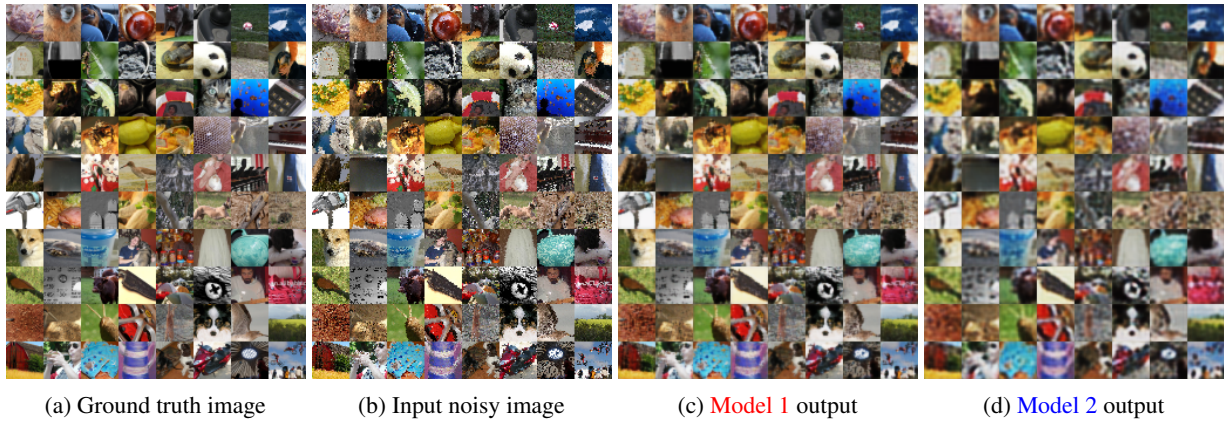 (a) Ground truth image
(b) Input noisy image
(c) Model 1 output
(d) Model 2 output